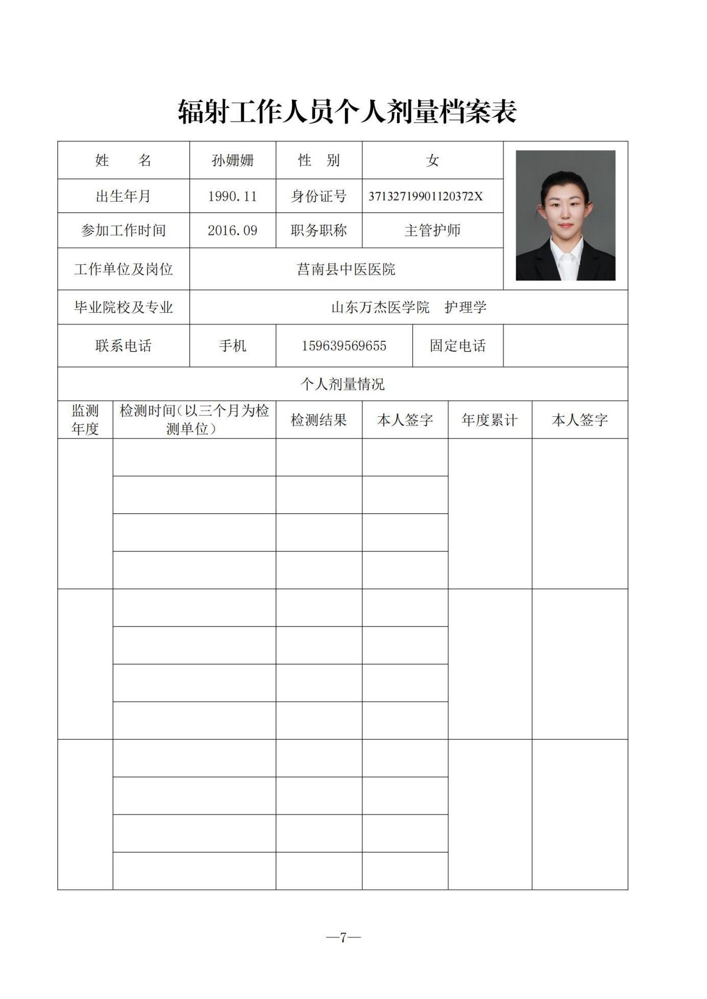 辐射工作人员个人剂量档案表
姓 名 孙姗姗 性 别 女
出生年月 1990.11 身份证号 37132719901120372X
参加工作时间 2016.09 职务职称 主管护师
工作单位及岗位 莒南县中医医院
毕业院校及专业 山东万杰医学院 护理学
联系电话 手机 159639569655 固定电话
个人剂量情况
监测年度 检测时间(以三个月为检测单位) 检测结果 本人签字 年度累计 本人签字
—7—